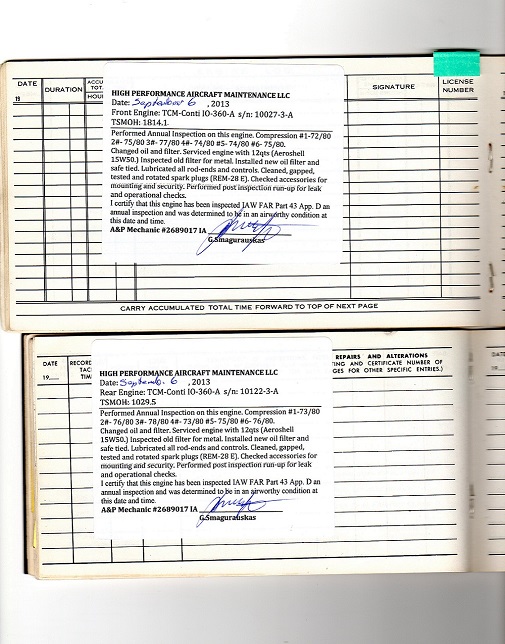 DATE
19
DURATION
ACCU
TOT.
HOU
SIGNATURE
LICENSE
NUMBER
HIGH PERFORMANCE AIRCRAFT MAINTENANCE LLC
Date: September 6 , 2013
Front Engine: TCM-Conti IO-360-A s/n: 10027-3-A
TSMOH: 1814.1
Performed Annual Inspection on this engine. Compression #1-72/80
2#- 75/80 3#- 77/80 4#- 74/80 #5- 74/80 #6- 75/80.
Changed oil and filter. Serviced engine with 12qts (Aeroshell
15W50.) Inspected old filter for metal. Installed new oil filter and
safe tied. Lubricated all rod-ends and controls. Cleaned, gapped,
tested and rotated spark plugs (REM-28 E). Checked accessories for
mounting and security. Performed post inspection run-up for leak
and operational checks.
I certify that this engine has been inspected IAW FAR Part 43 App. D an
annual inspection and was determined to be in an airworthy condition at
this date and time.
A&P Mechanic #2689017 IA
G.Smagurauskas
CARRY ACCUMULATED TOTAL TIME FORWARD TO TOP OF NEXT PAGE
DATE
19
RECORD
TAC
TIM
REPAIRS AND ALTERATIONS
ING AND CERTIFICATE NUMBER OF
GES FOR OTHER SPECIFIC ENTRIES.)
DAT
19
HIGH PERFORMANCE AIRCRAFT MAINTENANCE LLC
Date: Septemb. 6 , 2013
Rear Engine: TCM-Conti IO-360-A s/n: 10122-3-A
TSMOH: 1029.5
Performed Annual Inspection on this engine. Compression #1-73/80
2#- 76/80 3#- 78/80 4#- 73/80 #5- 75/80 #6- 76/80.
Changed oil and filter. Serviced engine with 12qts (Aeroshell
15W50.) Inspected old filter for metal. Installed new oil filter and
safe tied. Lubricated all rod-ends and controls. Cleaned, gapped,
tested and rotated spark plugs (REM-28 E). Checked accessories for
mounting and security. Performed post inspection run-up for leak
and operational checks.
I certify that this engine has been inspected IAW FAR Part 43 App. D an
annual inspection and was determined to be in an airworthy condition at
this date and time.
A&P Mechanic #2689017 IA
G.Smagurauskas